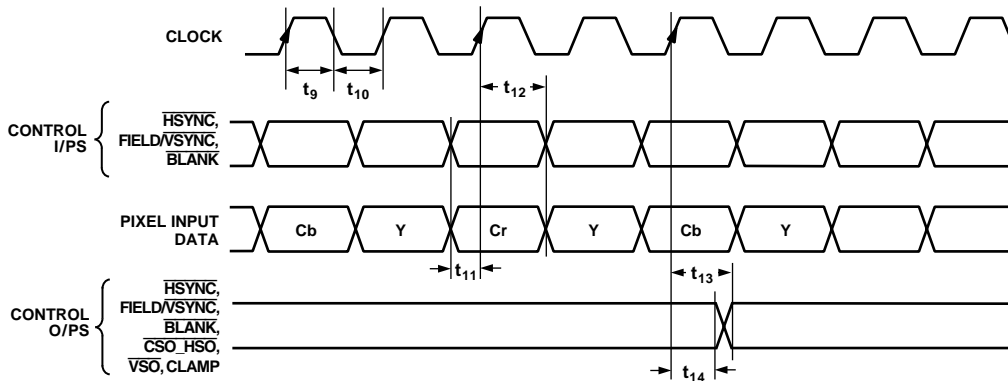 CLOCK
t9
t10
t12
CONTROL
I/PS
HSYNC,
FIELD/VSYNC,
BLANK
PIXEL INPUT
DATA
Cb
Y
Cr
Y
Cb
Y
t11
t13
CONTROL
O/PS
HSYNC,
FIELD/VSYNC,
BLANK,
CSO_HSO,
VSO, CLAMP
t14